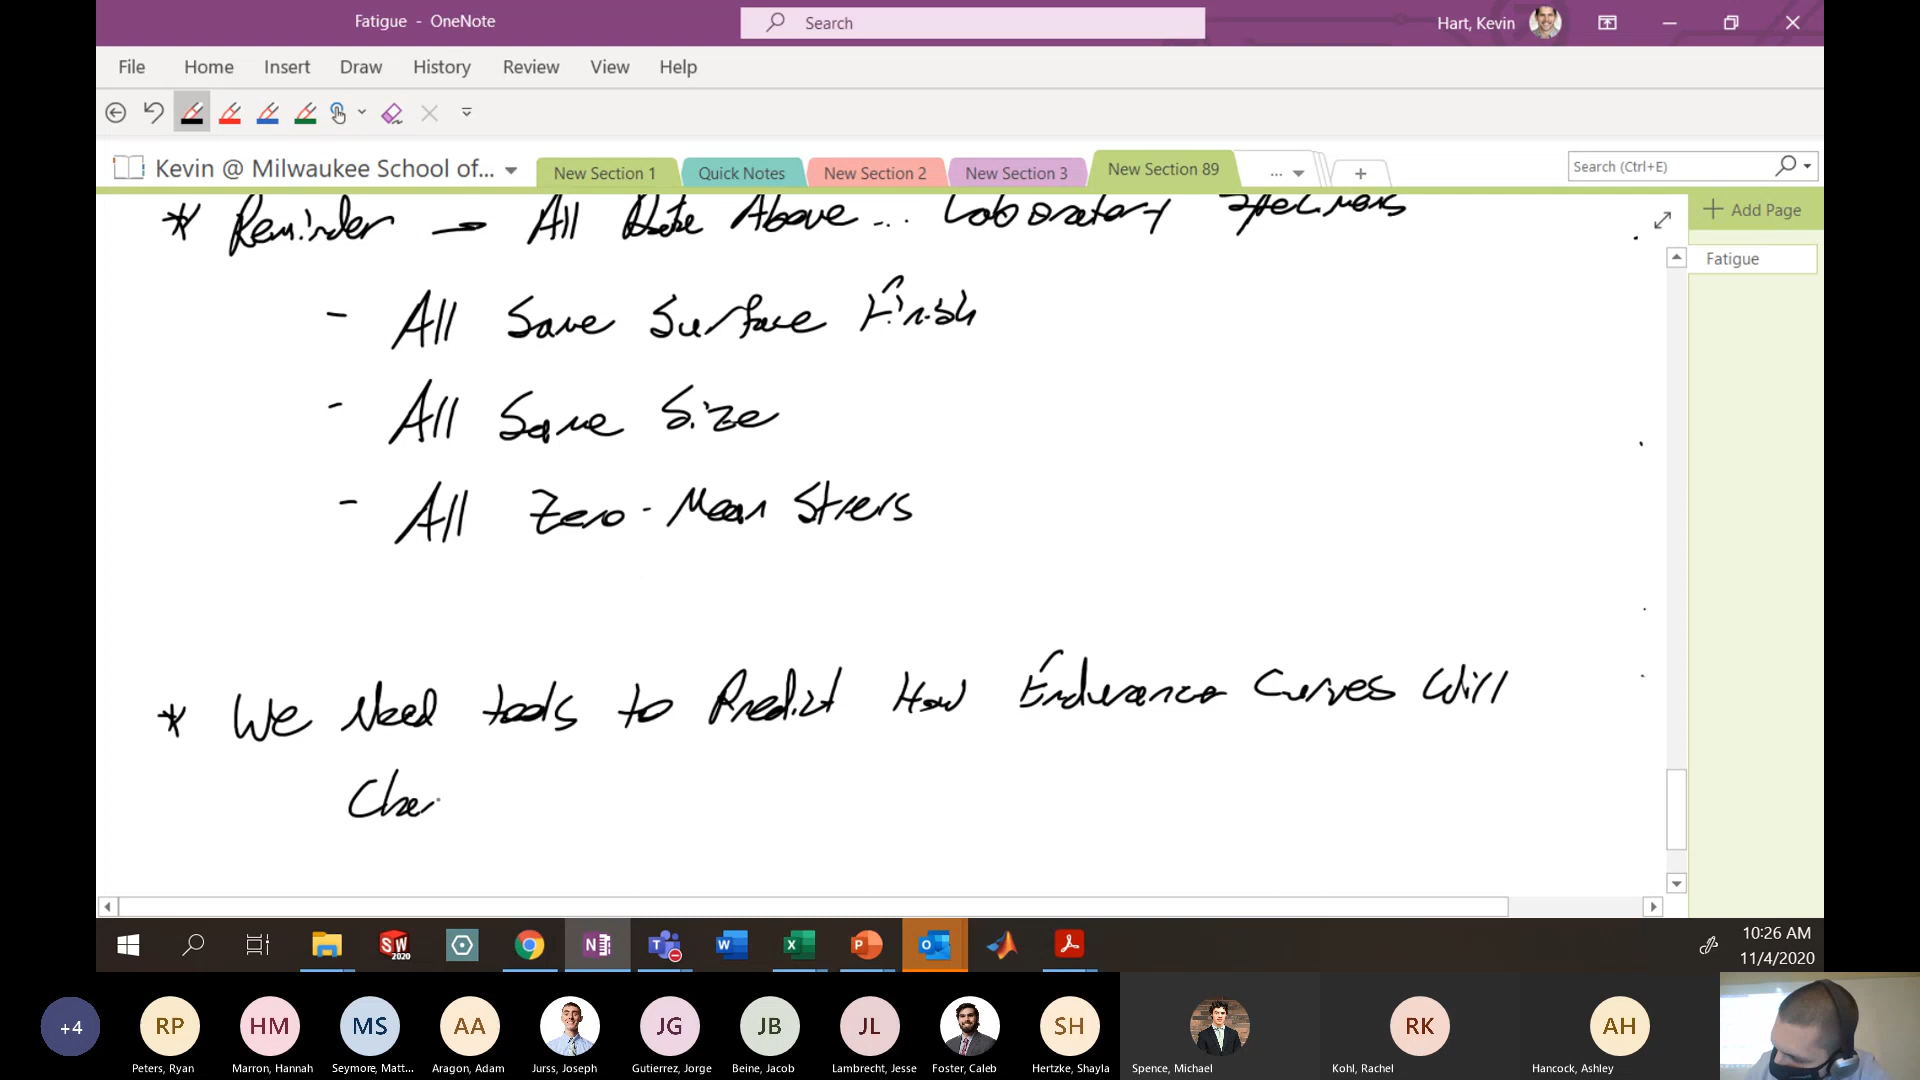 Fatigue - OneNote
Search
Hart, Kevin
File Home Insert Draw History Review View Help
Kevin @ Milwaukee School of...
New Section 1
Quick Notes
New Section 2
New Section 3
New Section 89
...
Search (Ctrl+E)
Add Page
Fatigue
* Reminder → All Above... Laboratory Specimens
- All Same Surface Finish
- All Same Size
- All Zero-Mean Stress
* We Need tools to Predict How Endurance Curves Will
SW
2020
N
T
W
X
P
O
10:26 AM
11/4/2020
+4
RP
HM
MS
AA
JG
JB
JL
SH
RK
AH
Peters, Ryan
Marron, Hannah
Seymore, Matt...
Aragon, Adam
Jurss, Joseph
Gutierrez, Jorge
Beine, Jacob
Lambrecht, Jesse
Foster, Caleb
Hertzke, Shayla
Spence, Michael
Kohl, Rachel
Hancock, Ashley